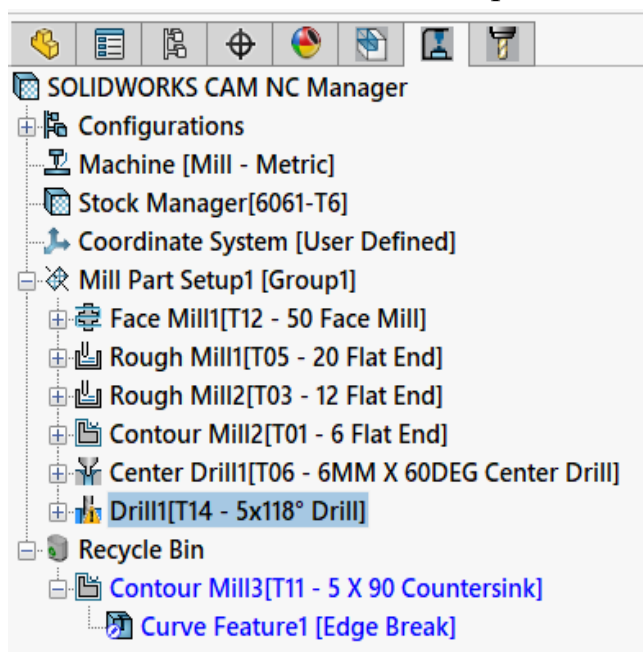 SOLIDWORKS CAM NC Manager
Configurations
Machine [Mill - Metric]
Stock Manager[6061-T6]
Coordinate System [User Defined]
Mill Part Setup1 [Group1]
Face Mill1[T12 - 50 Face Mill]
Rough Mill1[T05 - 20 Flat End]
Rough Mill2[T03 - 12 Flat End]
Contour Mill2[T01 - 6 Flat End]
Center Drill1[T06 - 6MM X 60DEG Center Drill]
Drill1[T14 - 5x118° Drill]
Recycle Bin
Contour Mill3[T11 - 5 X 90 Countersink]
Curve Feature1 [Edge Break]